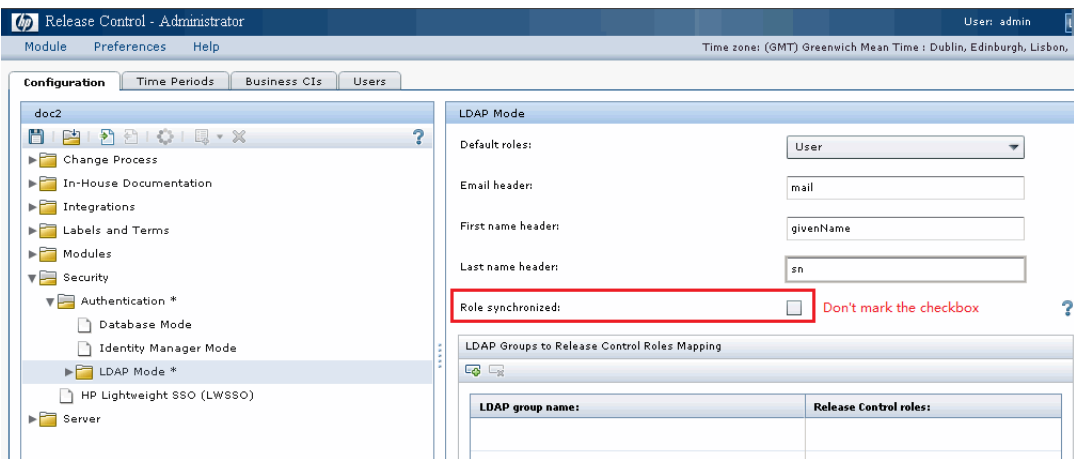 hp Release Control - Administrator
User: admin
Module Preferences Help
Time zone: (GMT) Greenwich Mean Time : Dublin, Edinburgh, Lisbon,
Configuration Time Periods Business CIs Users
doc2
?
Change Process
In-House Documentation
Integrations
Labels and Terms
Modules
Security
Authentication *
Database Mode
Identity Manager Mode
LDAP Mode *
HP Lightweight SSO (LWSSO)
Server
LDAP Mode
Default roles: User
Email header: mail
First name header: givenName
Last name header: sn
Role synchronized: Don't mark the checkbox ?
LDAP Groups to Release Control Roles Mapping
LDAP group name: Release Control roles: